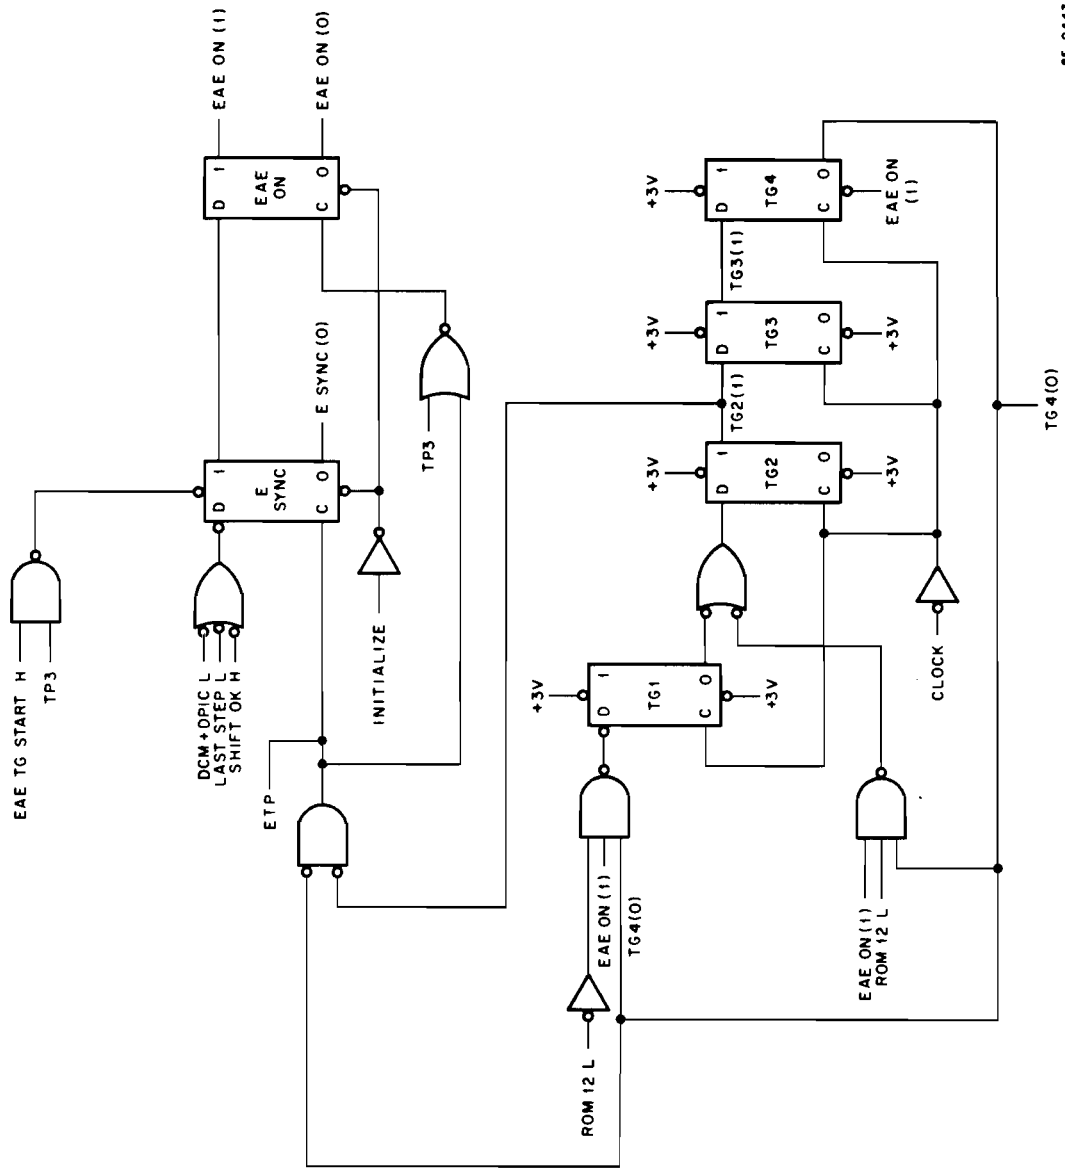 EAE ON (1)
EAE ON (0)
D 1
EAE ON
C 0
E SYNC (0)
TP3
D 1
E SYNC
C 0
EAE TG START H
TP3
DCM + DPIC L
LAST STEP L
SHIFT OK H
INITIALIZE
ETP
+3V
D 1
TG4
C 0
EAE ON (1)
TG3(1)
+3V
D 1
TG3
C 0
+3V
TG2(1)
+3V
D 1
TG2
C 0
+3V
TG4(0)
+3V
D 1
TG1
C 0
+3V
CLOCK
EAE ON (1)
TG4(0)
ROM 12 L
EAE ON (1)
ROM 12 L